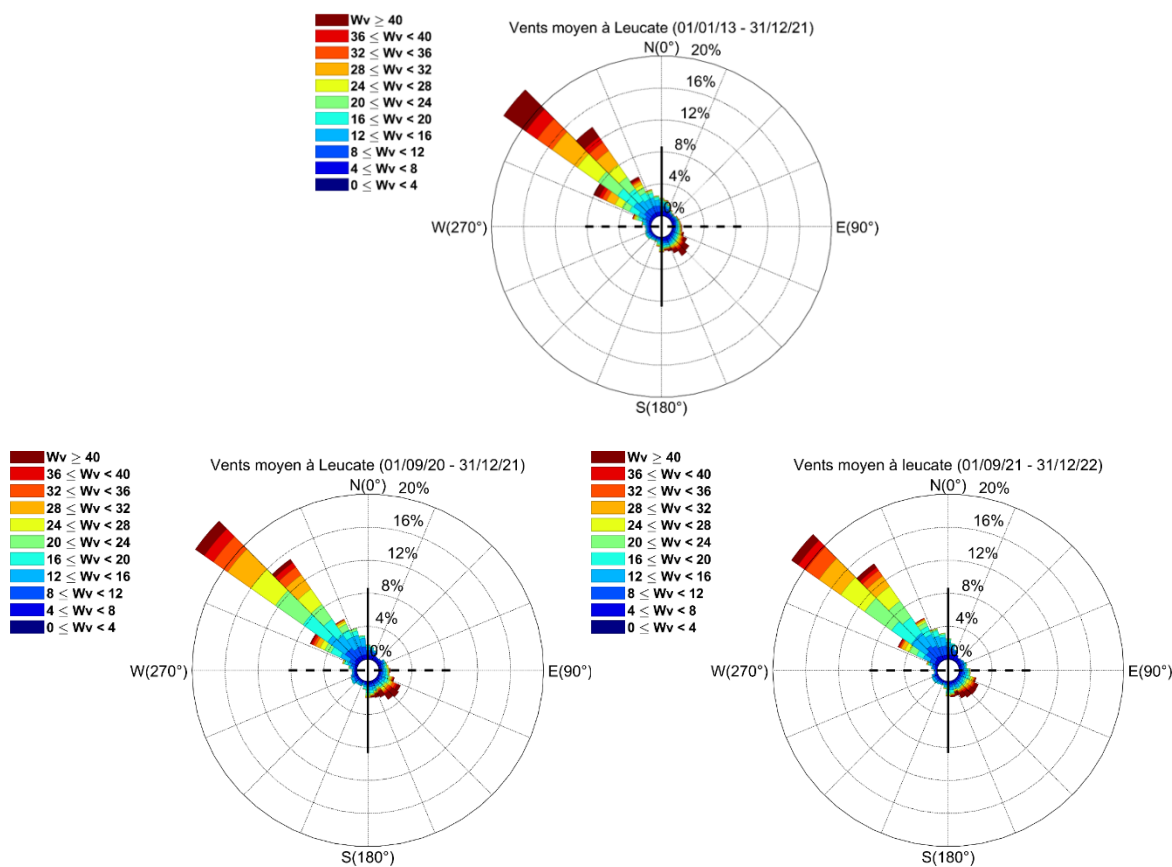 Wv ≥ 40
36 ≤ Wv < 40
32 ≤ Wv < 36
28 ≤ Wv < 32
24 ≤ Wv < 28
20 ≤ Wv < 24
16 ≤ Wv < 20
12 ≤ Wv < 16
8 ≤ Wv < 12
4 ≤ Wv < 8
0 ≤ Wv < 4
Vents moyen à Leucate (01/01/13 - 31/12/21)
N(0°)
20%
16%
12%
8%
4%
0%
W(270°)
E(90°)
S(180°)
Wv ≥ 40
36 ≤ Wv < 40
32 ≤ Wv < 36
28 ≤ Wv < 32
24 ≤ Wv < 28
20 ≤ Wv < 24
16 ≤ Wv < 20
12 ≤ Wv < 16
8 ≤ Wv < 12
4 ≤ Wv < 8
0 ≤ Wv < 4
Vents moyen à Leucate (01/09/20 - 31/12/21)
N(0°)
20%
16%
12%
8%
4%
0%
W(270°)
E(90°)
S(180°)
Wv ≥ 40
36 ≤ Wv < 40
32 ≤ Wv < 36
28 ≤ Wv < 32
24 ≤ Wv < 28
20 ≤ Wv < 24
16 ≤ Wv < 20
12 ≤ Wv < 16
8 ≤ Wv < 12
4 ≤ Wv < 8
0 ≤ Wv < 4
Vents moyen à leucate (01/09/21 - 31/12/22)
N(0°)
20%
16%
12%
8%
4%
0%
W(270°)
E(90°)
S(180°)